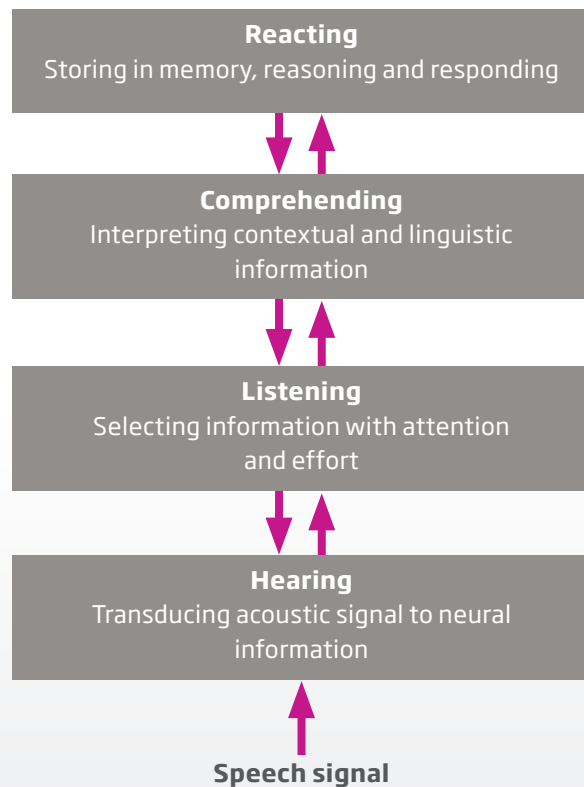 Reacting
Storing in memory, reasoning and responding
Comprehending
Interpreting contextual and linguistic
information
Listening
Selecting information with attention
and effort
Hearing
Transducing acoustic signal to neural
information
Speech signal